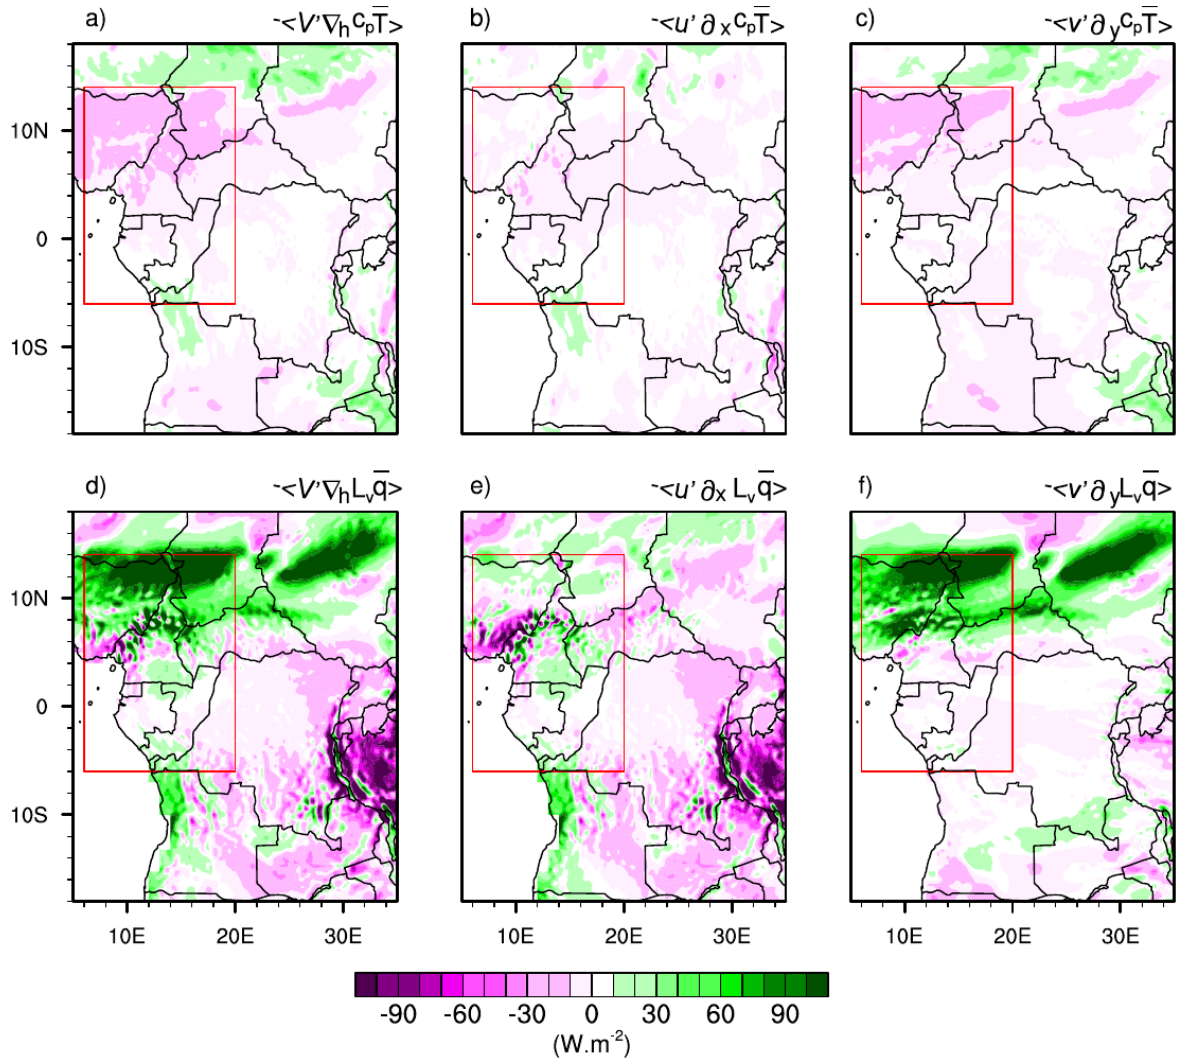 a) -<V'∇hcpT̅>
b) -<u'∂xcpT̅>
c) -<v'∂ycpT̅>
10N
0
10S
d) -<V'∇hLvq̅>
e) -<u'∂xLvq̅>
f) -<v'∂yLvq̅>
10N
0
10S
10E 20E 30E 10E 20E 30E 10E 20E 30E
-90 -60 -30 0 30 60 90
(W.m-2)